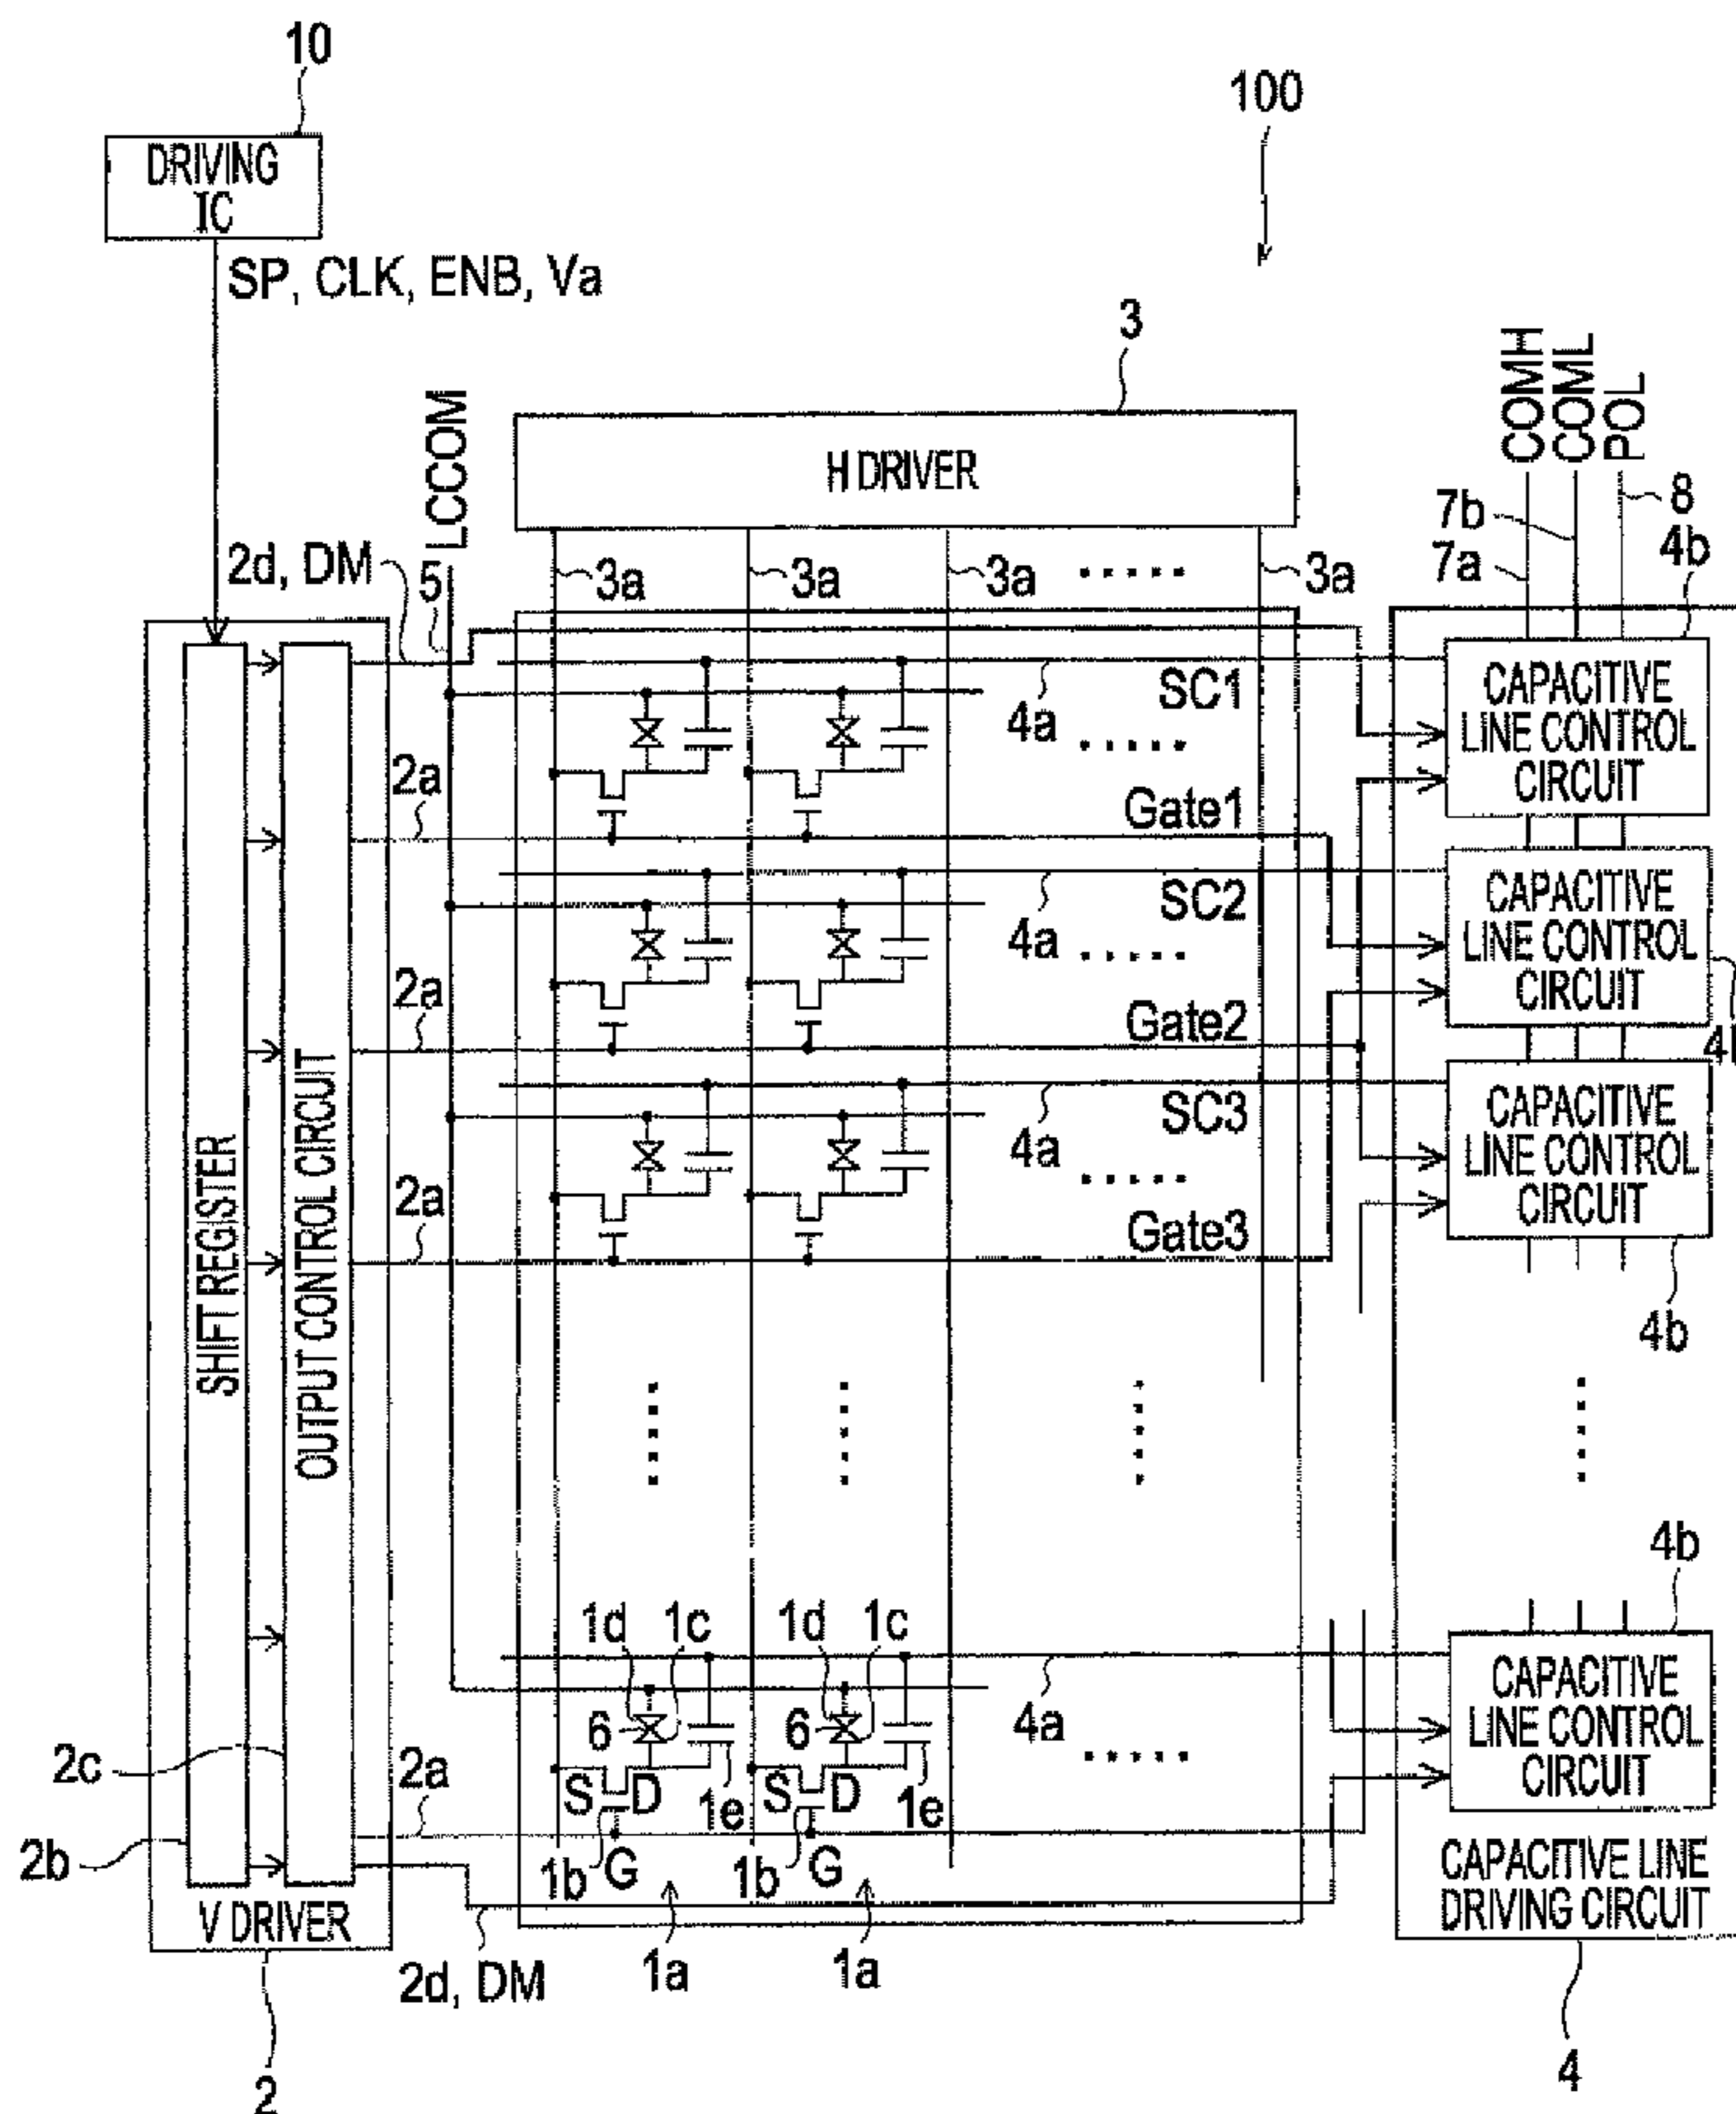 10
100
DRIVING
IC
SP, CLK, ENB, Va
3
COMH
COML
POL
LCCOM
H DRIVER
8
7b
4b
7a
2d, DM
5
3a
3a
3a
3a
SC1
4a
CAPACITIVE
LINE CONTROL
CIRCUIT
2a
Gate1
SC2
4a
CAPACITIVE
LINE CONTROL
CIRCUIT
2a
Gate2
SC3
4a
CAPACITIVE
LINE CONTROL
CIRCUIT
2a
Gate3
4b
SHIFT REGISTER
OUTPUT CONTROL CIRCUIT
4b
1d
1c
1d
1c
6
6
4a
CAPACITIVE
LINE CONTROL
CIRCUIT
2c
2a
S
D
1e
S
D
1e
2b
1b
G
1b
G
V DRIVER
CAPACITIVE LINE
DRIVING CIRCUIT
2d, DM
1a
1a
2
4